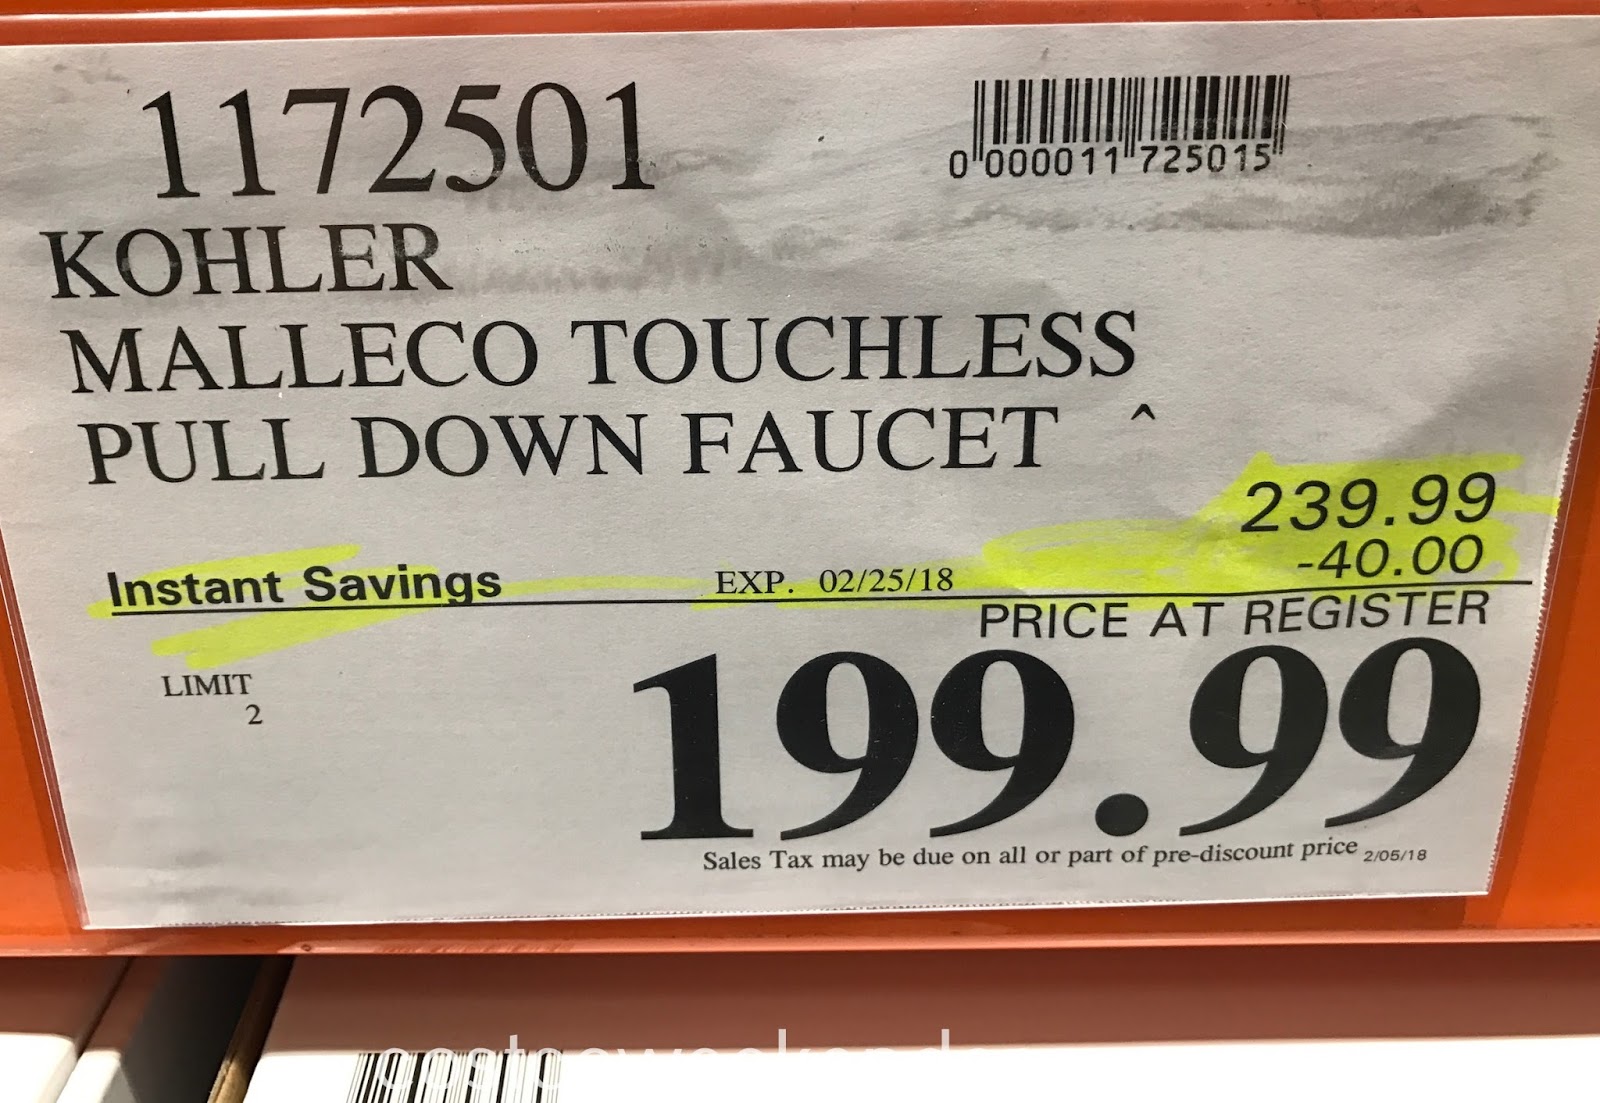 1172501
0 000011 725015
KOHLER
MALLECO TOUCHLESS
PULL DOWN FAUCET ^
239.99
Instant Savings EXP. 02/25/18 -40.00
PRICE AT REGISTER
LIMIT
2
199.99
Sales Tax may be due on all or part of pre-discount price 2/05/18